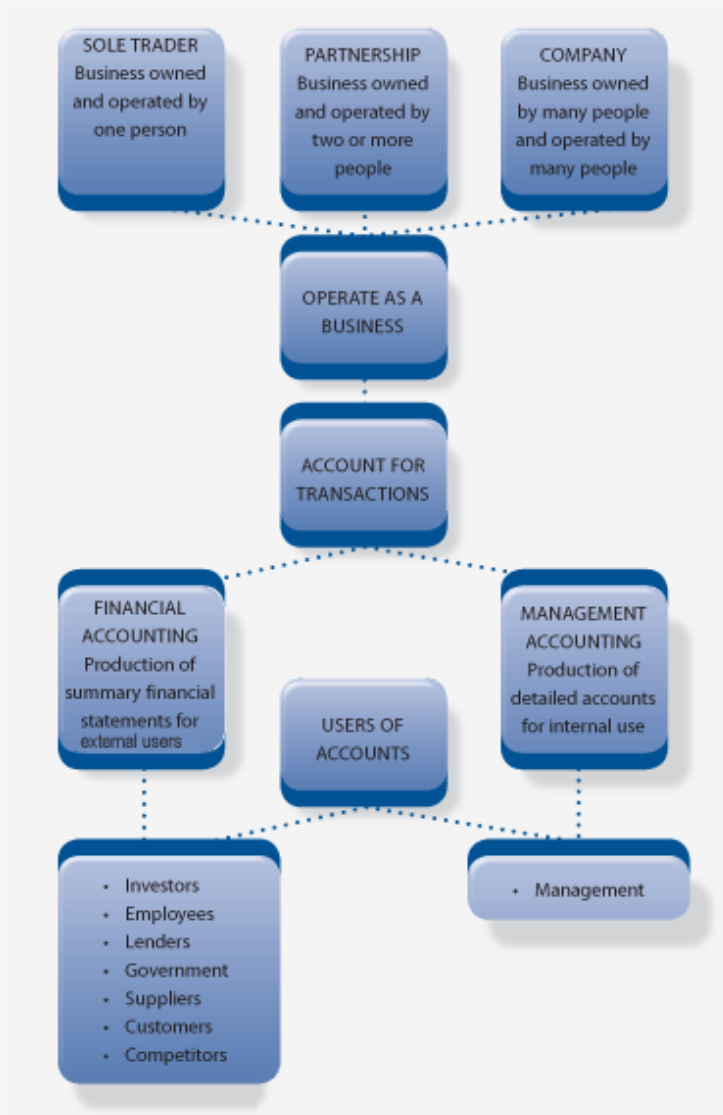 SOLE TRADER
Business owned
and operated by
one person
PARTNERSHIP
Business owned
and operated by
two or more
people
COMPANY
Business owned
by many people
and operated by
many people
OPERATE AS A
BUSINESS
ACCOUNT FOR
TRANSACTIONS
FINANCIAL
ACCOUNTING
Production of
summary financial
statements for
external users
MANAGEMENT
ACCOUNTING
Production of
detailed accounts
for internal use
USERS OF
ACCOUNTS
• Investors
• Employees
• Lenders
• Government
• Suppliers
• Customers
• Competitors
• Management